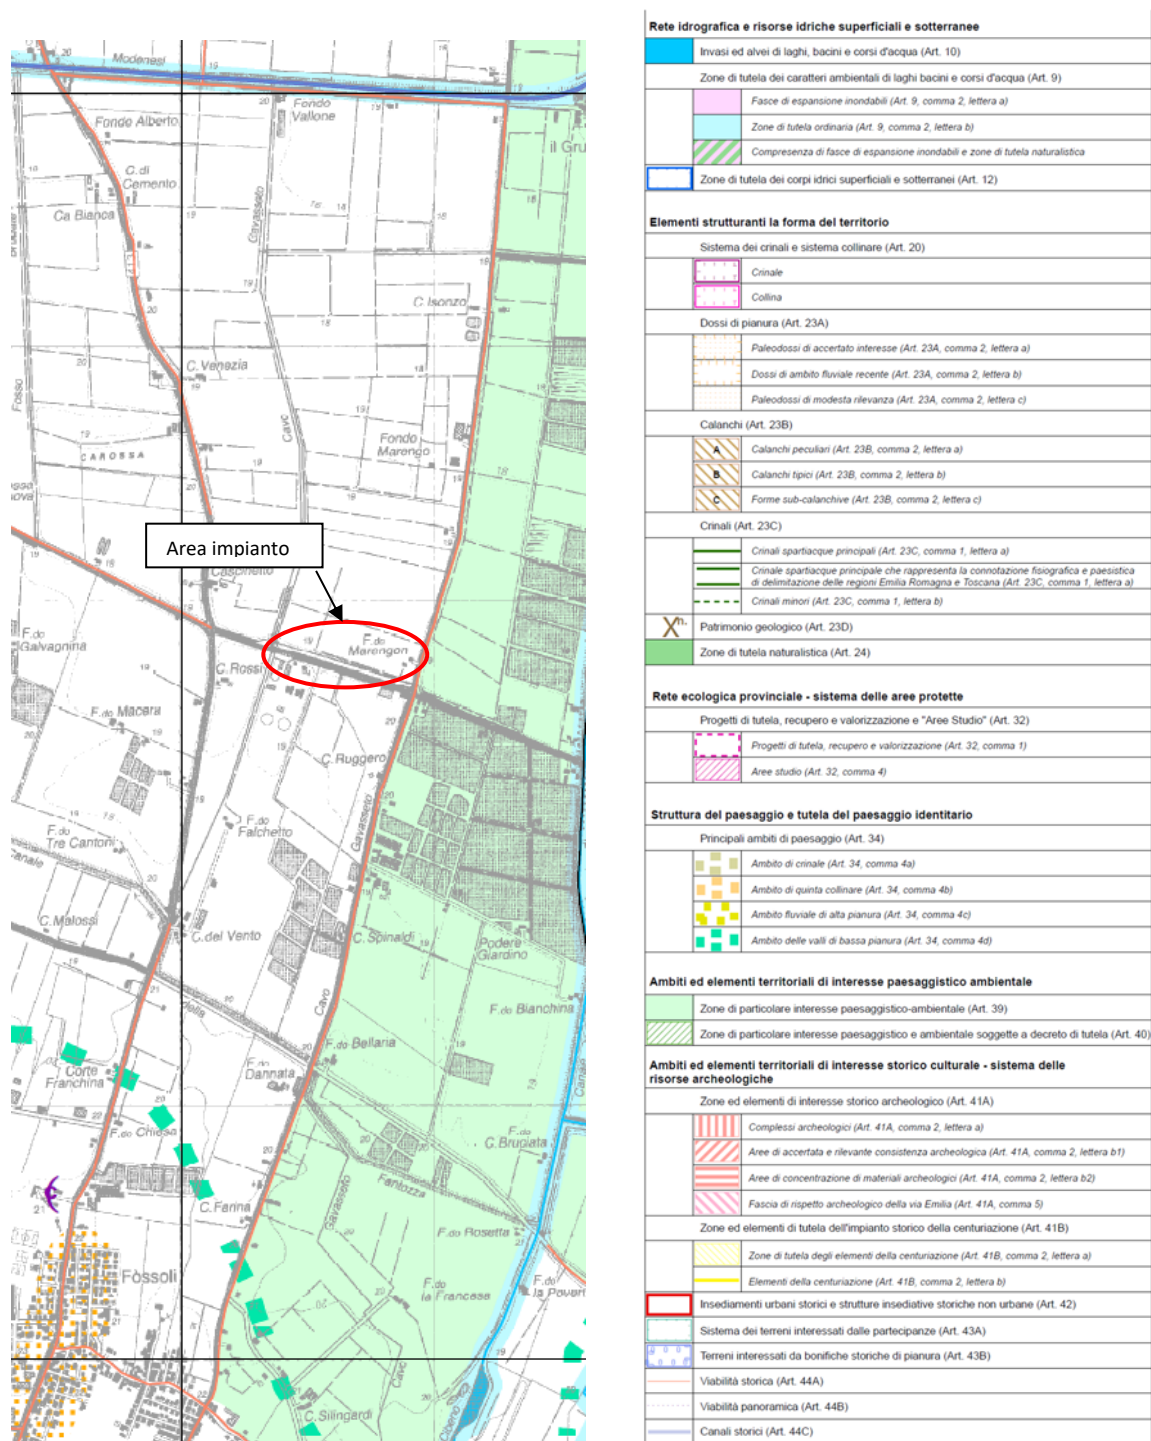 Modenesi
Fondo Alberto
Fondo
Vallone
il Gru
C. di
Cemento
Ca Bianca
Gavasseto
C. Isonzo
C. Venezia
Fosso
Cavo
CAROSSA
Fondo
Marengo
Area impianto
Cascinetto
F.do
Galvagnina
F.do
Marengon
C. Rossi
F.do Macera
C. Ruggero
F.do
Falchetto
F.do
Tre Cantoni
Gavasseto
C. Malossi
C. del Vento
C. Spinaldi
Podere
Giardino
F.do Bianchina
Cavo
F.do Bellaria
F.do
Dannata
Corte
Franchina
Canale
F.do Chiesa
F.do
C. Bruciata
Fantozza
Gavasseto
C. Farina
F.do Rosetta
Fossoli
F.do
la Francesa
F.do
la Povert
Cavo
C. Silingardi
Rete idrografica e risorse idriche superficiali e sotterranee
Invasi ed alvei di laghi, bacini e corsi d'acqua (Art. 10)
Zone di tutela dei caratteri ambientali di laghi bacini e corsi d'acqua (Art. 9)
Fasce di espansione inondabili (Art. 9, comma 2, lettera a)
Zone di tutela ordinaria (Art. 9, comma 2, lettera b)
Compresenza di fasce di espansione inondabili e zone di tutela naturalistica
Zone di tutela dei corpi idrici superficiali e sotterranei (Art. 12)
Elementi strutturanti la forma del territorio
Sistema dei crinali e sistema collinare (Art. 20)
Crinale
Collina
Dossi di pianura (Art. 23A)
Paleodossi di accertato interesse (Art. 23A, comma 2, lettera a)
Dossi di ambito fluviale recente (Art. 23A, comma 2, lettera b)
Paleodossi di modesta rilevanza (Art. 23A, comma 2, lettera c)
Calanchi (Art. 23B)
A Calanchi peculiari (Art. 23B, comma 2, lettera a)
B Calanchi tipici (Art. 23B, comma 2, lettera b)
C Forme sub-calanchive (Art. 23B, comma 2, lettera c)
Crinali (Art. 23C)
Crinali spartiacque principali (Art. 23C, comma 1, lettera a)
Crinale spartiacque principale che rappresenta la connotazione fisiografica e paesistica
di delimitazione delle regioni Emilia Romagna e Toscana (Art. 23C, comma 1, lettera a)
Crinali minori (Art. 23C, comma 1, lettera b)
Xn. Patrimonio geologico (Art. 23D)
Zone di tutela naturalistica (Art. 24)
Rete ecologica provinciale - sistema delle aree protette
Progetti di tutela, recupero e valorizzazione e "Aree Studio" (Art. 32)
Progetti di tutela, recupero e valorizzazione (Art. 32, comma 1)
Aree studio (Art. 32, comma 4)
Struttura del paesaggio e tutela del paesaggio identitario
Principali ambiti di paesaggio (Art. 34)
Ambito di crinale (Art. 34, comma 4a)
Ambito di quinta collinare (Art. 34, comma 4b)
Ambito fluviale di alta pianura (Art. 34, comma 4c)
Ambito delle valli di bassa pianura (Art. 34, comma 4d)
Ambiti ed elementi territoriali di interesse paesaggistico ambientale
Zone di particolare interesse paesaggistico-ambientale (Art. 39)
Zone di particolare interesse paesaggistico e ambientale soggette a decreto di tutela (Art. 40)
Ambiti ed elementi territoriali di interesse storico culturale - sistema delle
risorse archeologiche
Zone ed elementi di interesse storico archeologico (Art. 41A)
Complessi archeologici (Art. 41A, comma 2, lettera a)
Aree di accertata e rilevante consistenza archeologica (Art. 41A, comma 2, lettera b1)
Aree di concentrazione di materiali archeologici (Art. 41A, comma 2, lettera b2)
Fascia di rispetto archeologico della via Emilia (Art. 41A, comma 5)
Zone ed elementi di tutela dell'impianto storico della centuriazione (Art. 41B)
Zone di tutela degli elementi della centuriazione (Art. 41B, comma 2, lettera a)
Elementi della centuriazione (Art. 41B, comma 2, lettera b)
Insediamenti urbani storici e strutture insediative storiche non urbane (Art. 42)
Sistema dei terreni interessati dalle partecipanze (Art. 43A)
Terreni interessati da bonifiche storiche di pianura (Art. 43B)
Viabilità storica (Art. 44A)
Viabilità panoramica (Art. 44B)
Canali storici (Art. 44C)